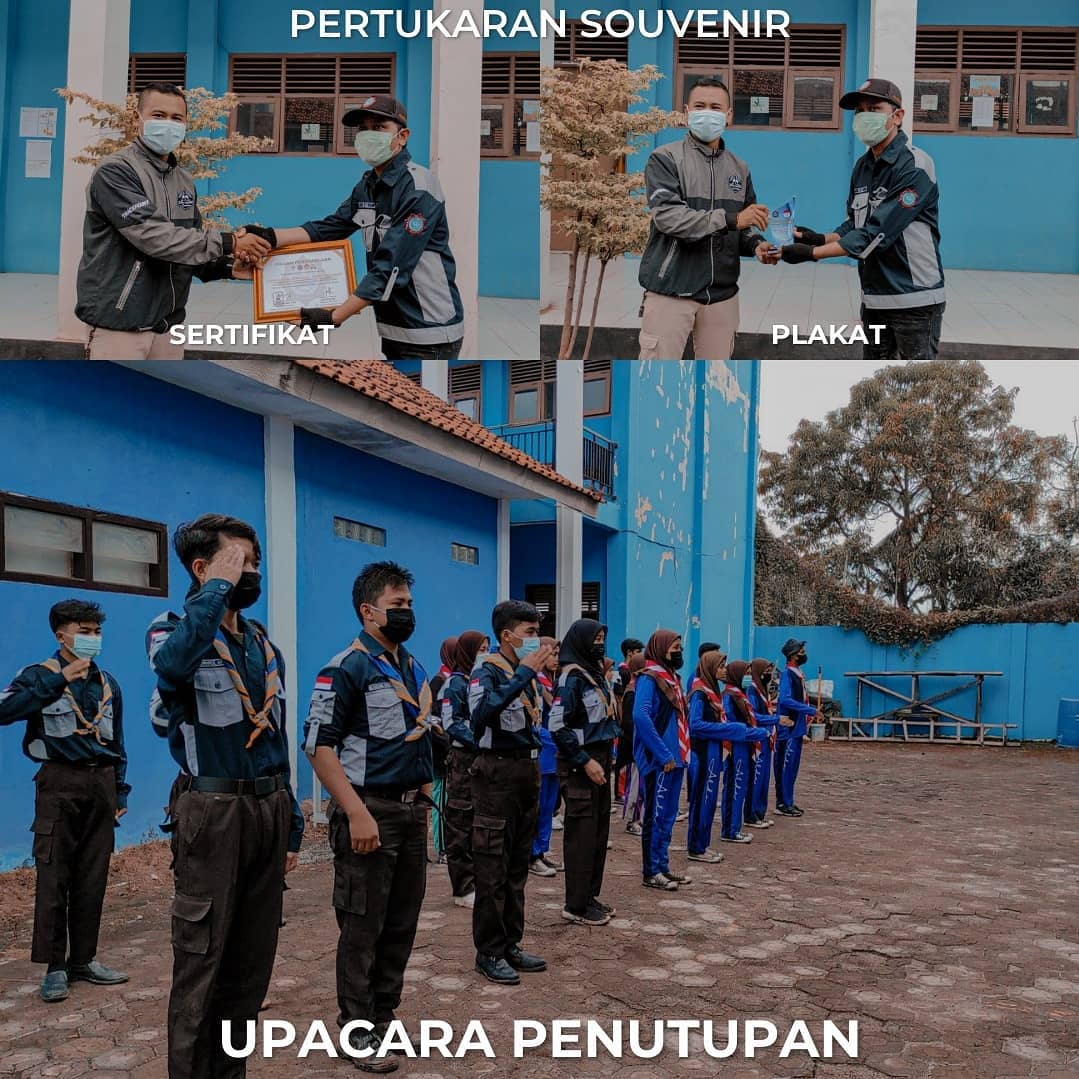 PERTUKARAN SOUVENIR
SERTIFIKAT
PLAKAT
UPACARA PENUTUPAN